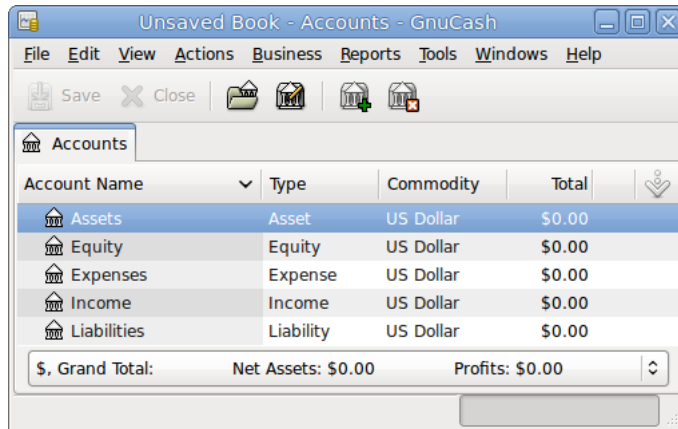 Unsaved Book - Accounts - GnuCash
File Edit View Actions Business Reports Tools Windows Help
Save Close
Accounts
Account Name Type Commodity Total
Assets Asset US Dollar $0.00
Equity Equity US Dollar $0.00
Expenses Expense US Dollar $0.00
Income Income US Dollar $0.00
Liabilities Liability US Dollar $0.00
$, Grand Total: Net Assets: $0.00 Profits: $0.00